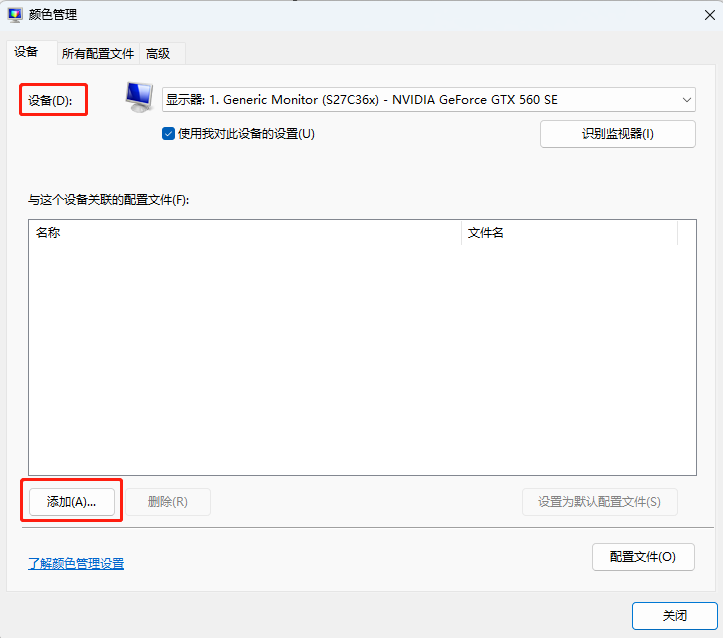 颜色管理
设备 所有配置文件 高级
设备(D): 显示器: 1. Generic Monitor (S27C36x) - NVIDIA GeForce GTX 560 SE
使用我对此设备的设置(U) 识别监视器(I)
与这个设备关联的配置文件(F):
名称 文件名
添加(A)... 删除(R) 设置为默认配置文件(S)
了解颜色管理设置 配置文件(O)
关闭